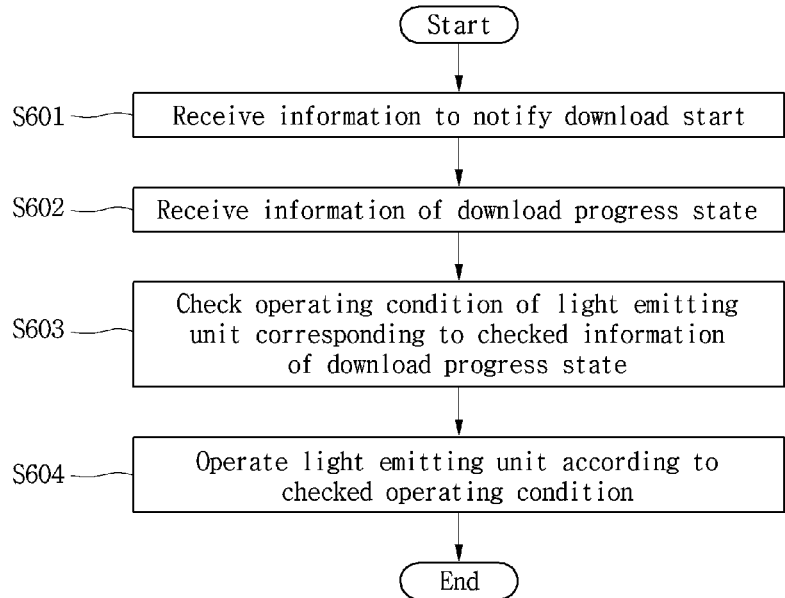 Start
S601
Receive information to notify download start
S602
Receive information of download progress state
S603
Check operating condition of light emitting
unit corresponding to checked information
of download progress state
S604
Operate light emitting unit according to
checked operating condition
End